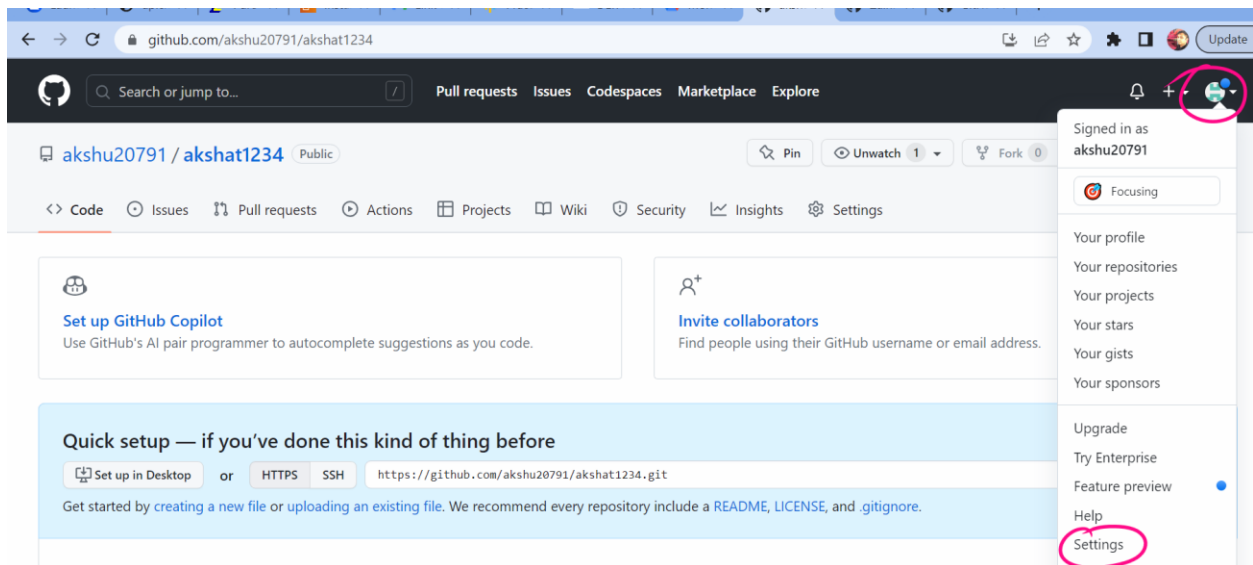 github.com/akshu20791/akshat1234
Update
Search or jump to... /
Pull requests Issues Codespaces Marketplace Explore
Signed in as
akshu20791
akshu20791 / akshat1234 Public
Pin Unwatch 1 Fork 0
Focusing
Code Issues Pull requests Actions Projects Wiki Security Insights Settings
Your profile
Your repositories
Your projects
Your stars
Your gists
Your sponsors
Set up GitHub Copilot
Use GitHub's AI pair programmer to autocomplete suggestions as you code.
Invite collaborators
Find people using their GitHub username or email address.
Upgrade
Try Enterprise
Feature preview
Help
Settings
Quick setup — if you've done this kind of thing before
Set up in Desktop or HTTPS SSH https://github.com/akshu20791/akshat1234.git
Get started by creating a new file or uploading an existing file. We recommend every repository include a README, LICENSE, and .gitignore.